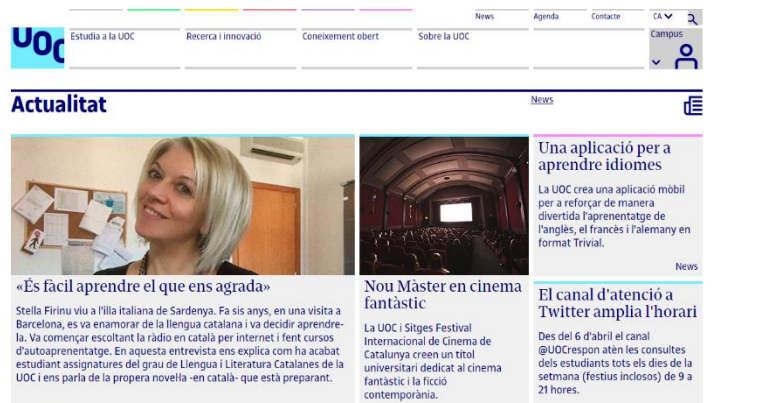 News
Agenda
Contacte
CA
UOC
Estudia a la UOC
Recerca i innovació
Coneixement obert
Sobre la UOC
Campus
Actualitat
News
«És fàcil aprendre el que ens agrada»
Stella Firinu viu a l'illa italiana de Sardenya. Fa sis anys, en una visita a
Barcelona, es va enamorar de la llengua catalana i va decidir aprendre-
la. Va començar escoltant la ràdio en català per internet i fent cursos
d'autoaprenentatge. En aquesta entrevista ens explica com ha acabat
estudiant assignatures del grau de Llengua i Literatura Catalanes de la
UOC i ens parla de la propera novel·la -en català- que està preparant.
Nou Màster en cinema
fantàstic
La UOC i Sitges Festival
Internacional de Cinema de
Catalunya creen un títol
universitari dedicat al cinema
fantàstic i la ficció
contemporània.
Una aplicació per a
aprendre idiomes
La UOC crea una aplicació mòbil
per a reforçar de manera
divertida l'aprenentatge de
l'anglès, el francès i l'alemany en
format Trivial.
News
El canal d'atenció a
Twitter amplia l'horari
Des del 6 d'abril el canal
@UOCrespon atèn les consultes
dels estudiants tots els dies de la
setmana (festius inclosos) de 9 a
21 hores.